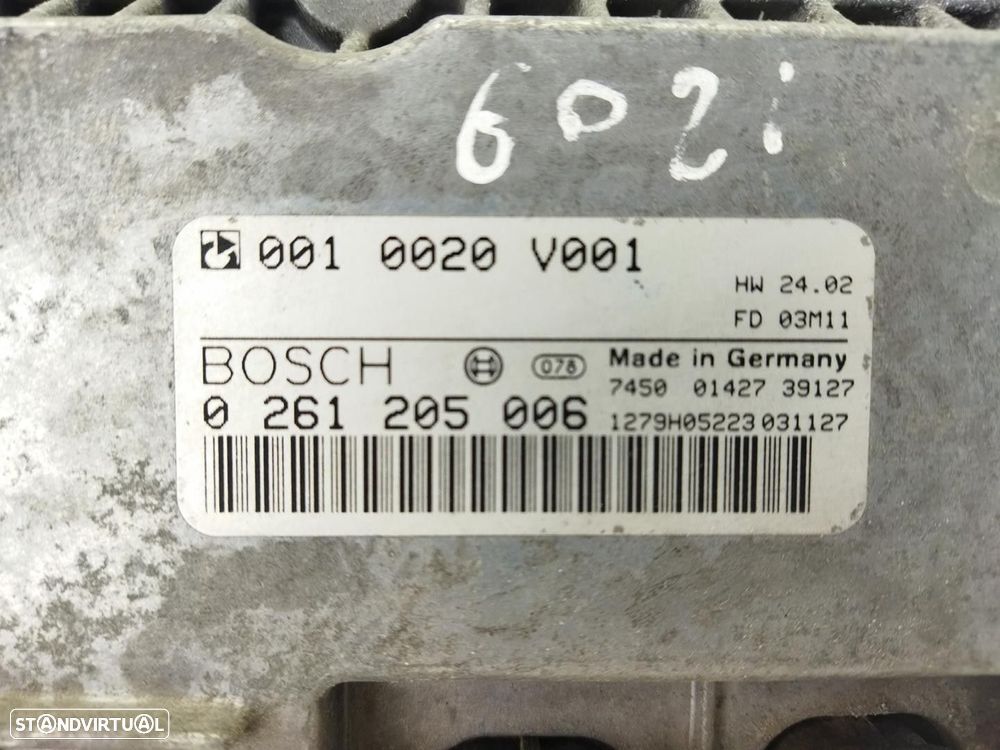 602i
001 0020 V001
HW 24.02
FD 03M11
BOSCH 078 Made in Germany
7450 01427 39127
0 261 205 006 1279H05223 031127
STANDVIRTUAL